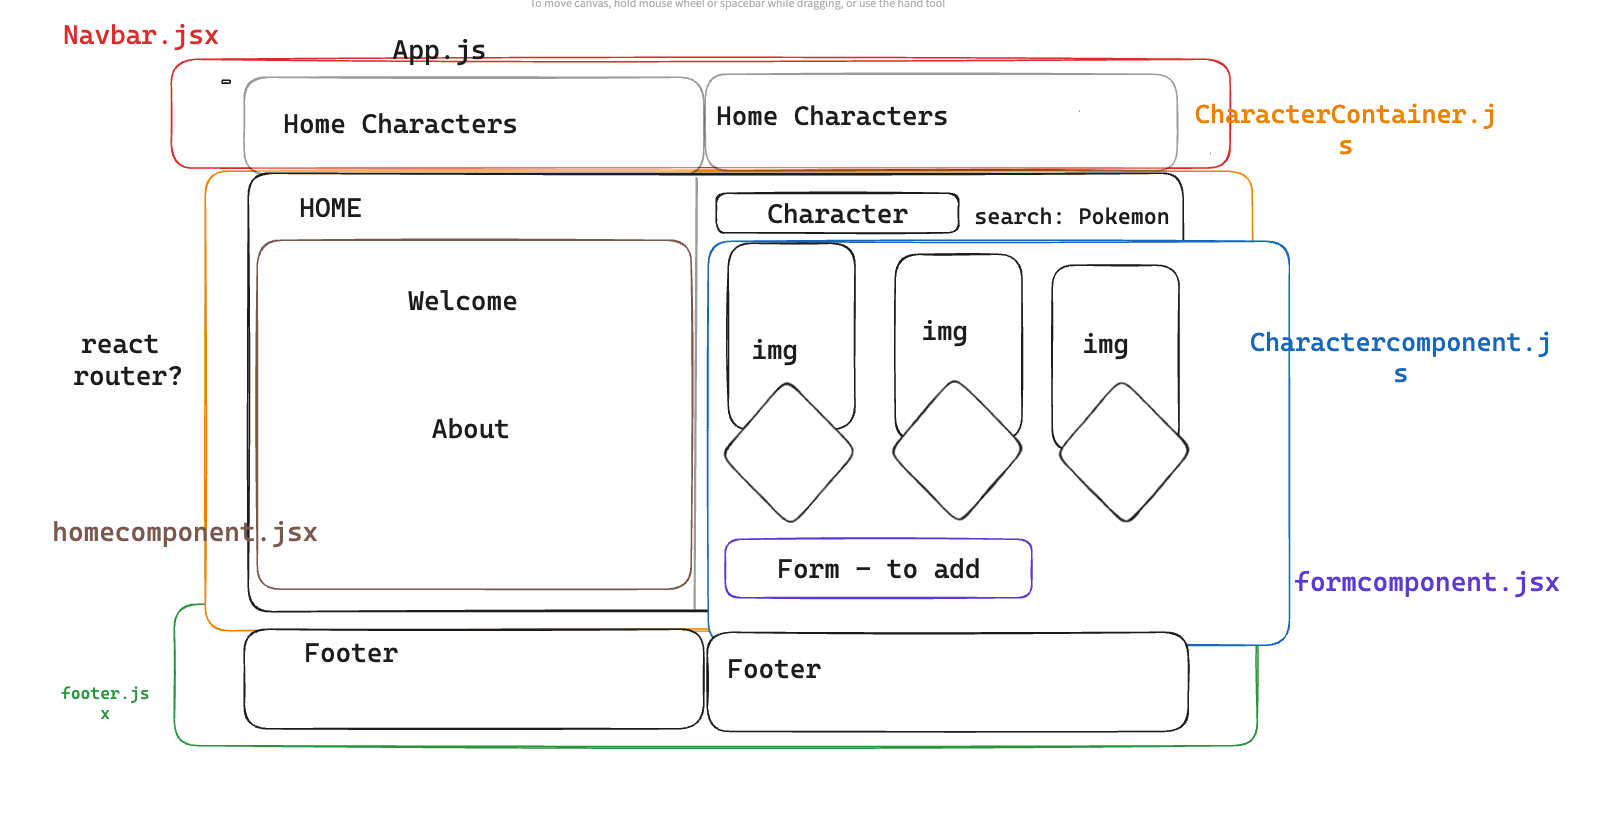 To move canvas, hold mouse wheel or spacebar while dragging, or use the hand tool
Navbar.jsx
App.js
Home Characters
Home Characters
CharacterContainer.j
s
HOME
Character
search: Pokemon
Welcome
img
img
img
react
router?
Charactercomponent.j
s
About
homecomponent.jsx
Form - to add
formcomponent.jsx
Footer
Footer
footer.js
x